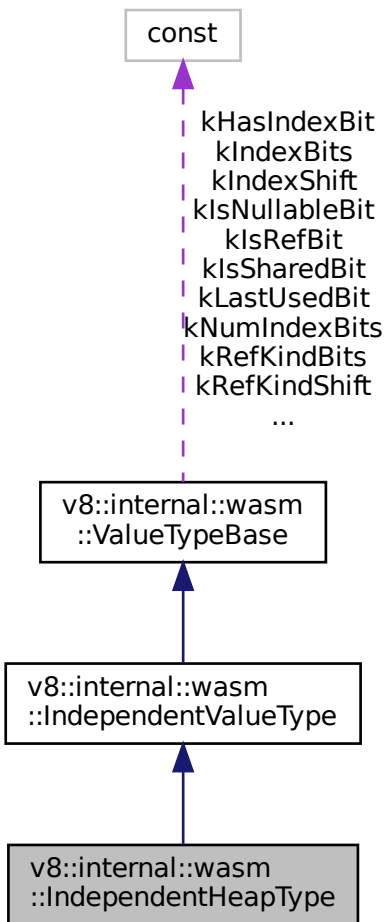 const
kHasIndexBit
kIndexBits
kIndexShift
kIsNullableBit
kIsRefBit
kIsSharedBit
kLastUsedBit
kNumIndexBits
kRefKindBits
kRefKindShift
...
v8::internal::wasm
::ValueTypeBase
v8::internal::wasm
::IndependentValueType
v8::internal::wasm
::IndependentHeapType